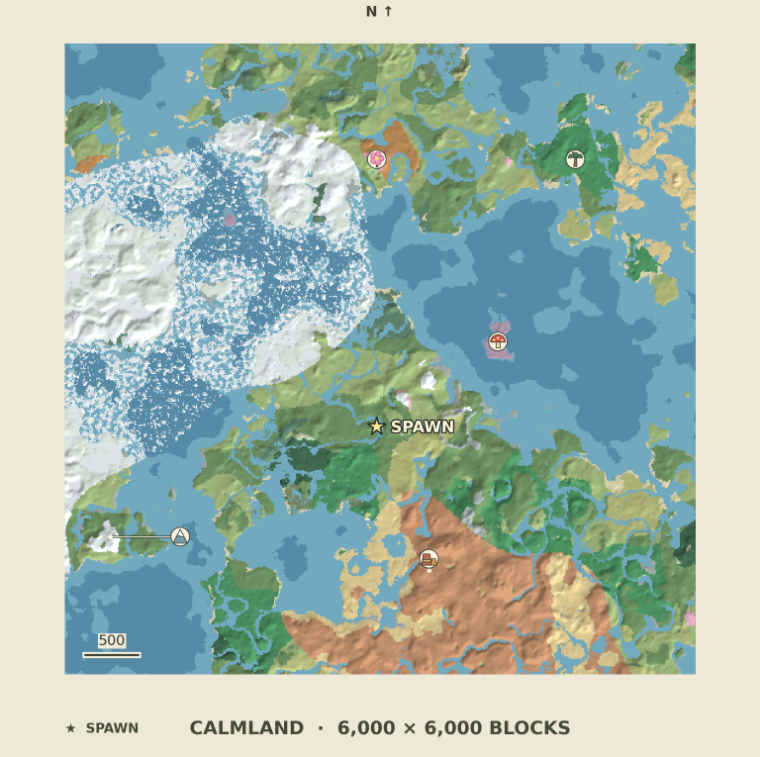 N ↑
SPAWN
500
★ SPAWN CALMLAND · 6,000 × 6,000 BLOCKS